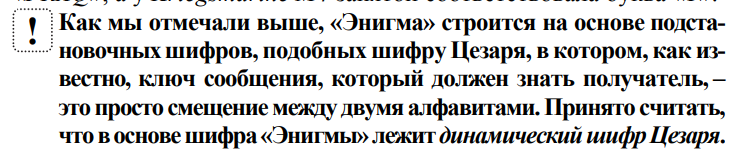 ! Как мы отмечали выше, «Энигма» строится на основе подста-
новочных шифров, подобных шифру Цезаря, в котором, как из-
вестно, ключ сообщения, который должен знать получатель, –
это просто смещение между двумя алфавитами. Принято считать,
что в основе шифра «Энигмы» лежит динамический шифр Цезаря.